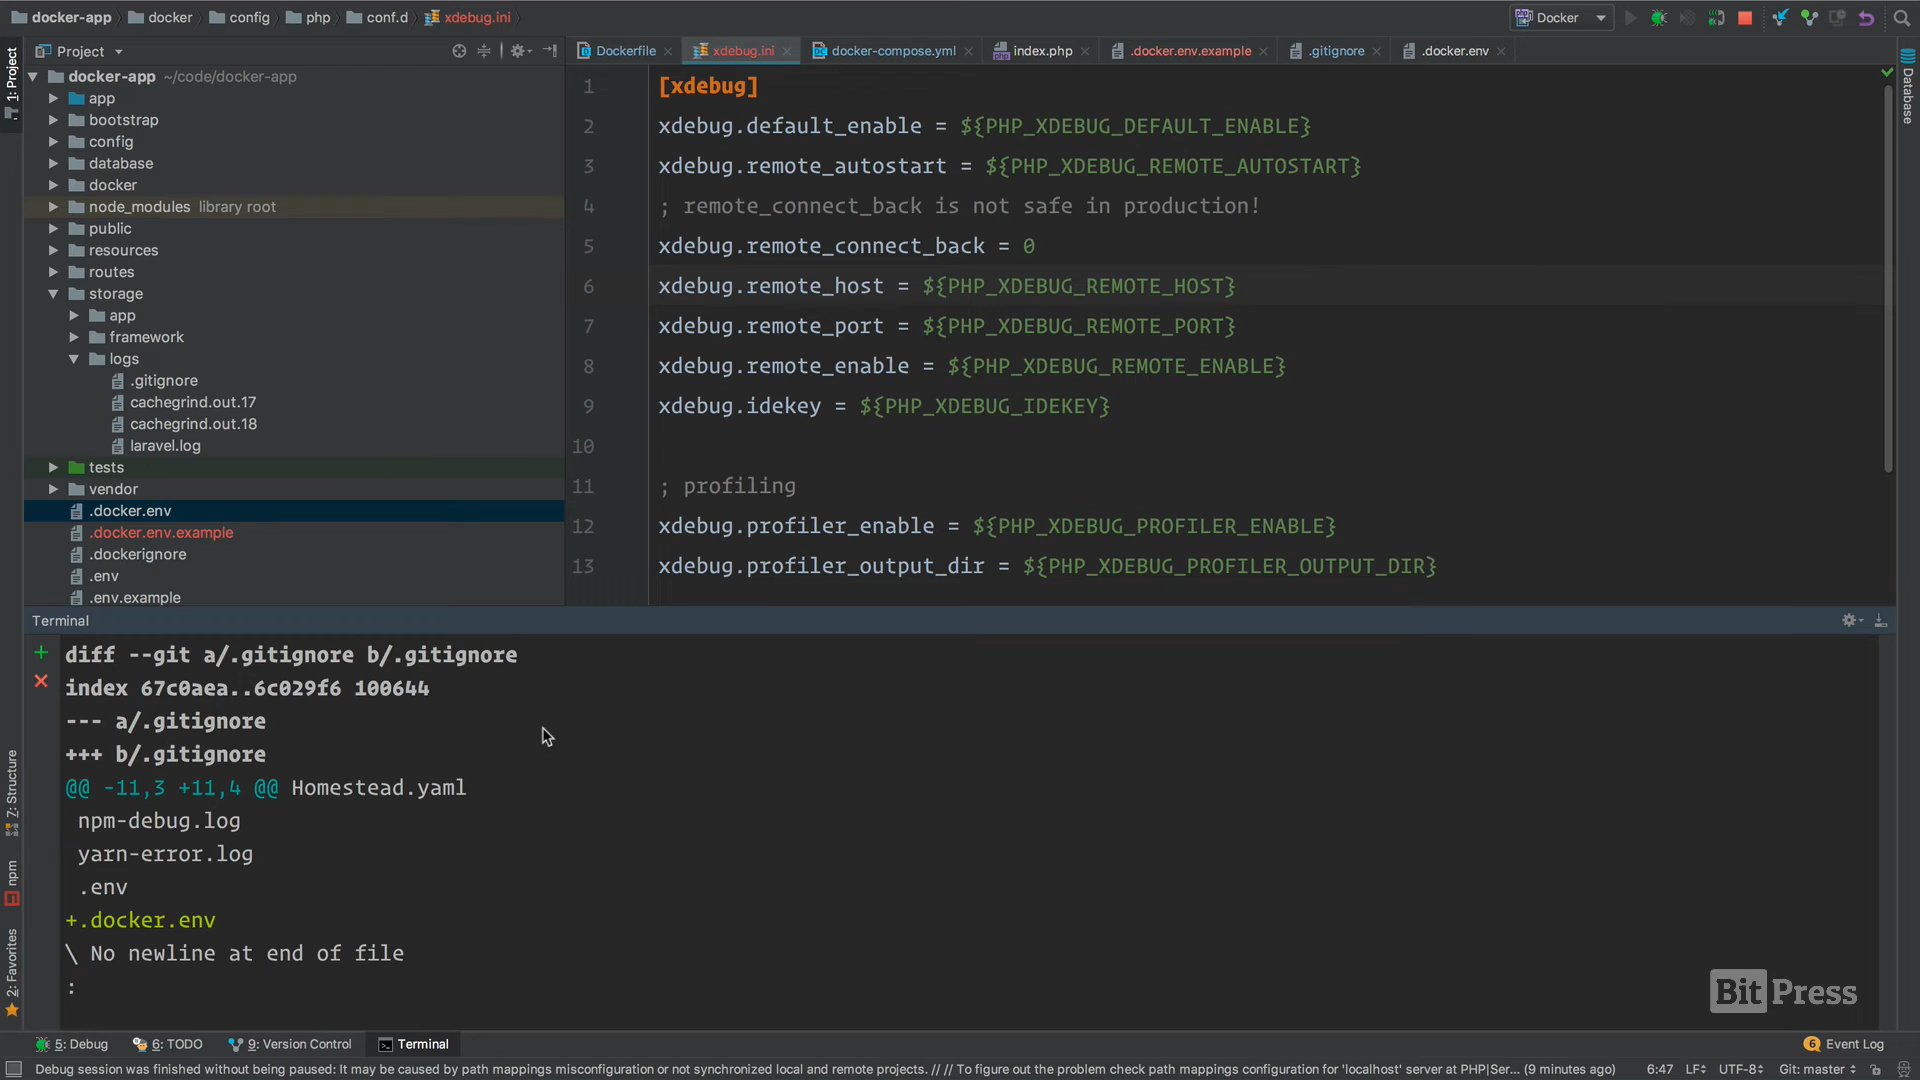 docker-app docker config php conf.d xdebug.ini
Docker
1: Project
Project
Dockerfile xdebug.ini docker-compose.yml index.php .docker.env.example .gitignore .docker.env
Database
docker-app ~/code/docker-app
app
bootstrap
config
database
docker
node_modules library root
public
resources
routes
storage
app
framework
logs
.gitignore
cachegrind.out.17
cachegrind.out.18
laravel.log
tests
vendor
.docker.env
.docker.env.example
.dockerignore
.env
.env.example
1 [xdebug]
2 xdebug.default_enable = ${PHP_XDEBUG_DEFAULT_ENABLE}
3 xdebug.remote_autostart = ${PHP_XDEBUG_REMOTE_AUTOSTART}
4 ; remote_connect_back is not safe in production!
5 xdebug.remote_connect_back = 0
6 xdebug.remote_host = ${PHP_XDEBUG_REMOTE_HOST}
7 xdebug.remote_port = ${PHP_XDEBUG_REMOTE_PORT}
8 xdebug.remote_enable = ${PHP_XDEBUG_REMOTE_ENABLE}
9 xdebug.idekey = ${PHP_XDEBUG_IDEKEY}
10
11 ; profiling
12 xdebug.profiler_enable = ${PHP_XDEBUG_PROFILER_ENABLE}
13 xdebug.profiler_output_dir = ${PHP_XDEBUG_PROFILER_OUTPUT_DIR}
Terminal
diff --git a/.gitignore b/.gitignore
index 67c0aea..6c029f6 100644
--- a/.gitignore
+++ b/.gitignore
@@ -11,3 +11,4 @@ Homestead.yaml
npm-debug.log
yarn-error.log
.env
+.docker.env
\ No newline at end of file
:
7: Structure
npm
2: Favorites
Bit Press
5: Debug 6: TODO 9: Version Control Terminal 6 Event Log
Debug session was finished without being paused: It may be caused by path mappings misconfiguration or not synchronized local and remote projects. // // To figure out the problem check path mappings configuration for 'localhost' server at PHP|Ser... (9 minutes ago) 6:47 LF UTF-8 Git: master